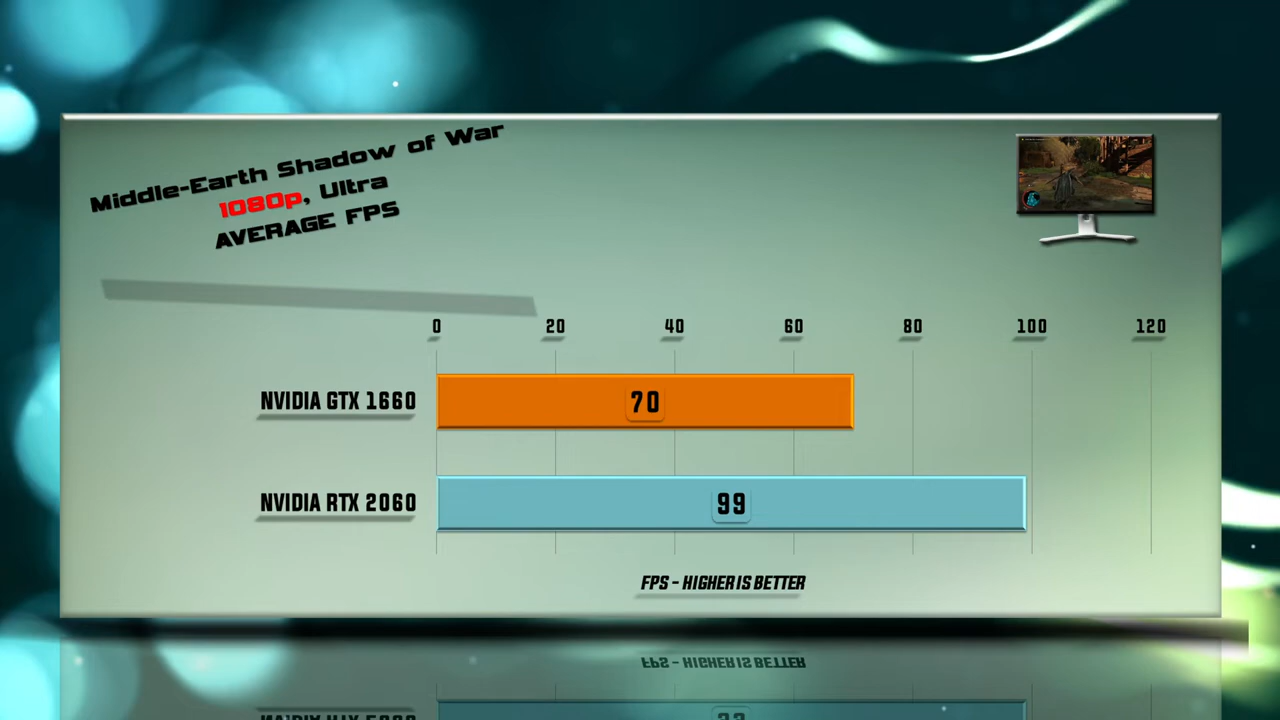 Middle-Earth Shadow of War
1080p, Ultra
AVERAGE FPS
0 20 40 60 80 100 120
NVIDIA GTX 1660 70
NVIDIA RTX 2060 99
FPS - HIGHER IS BETTER